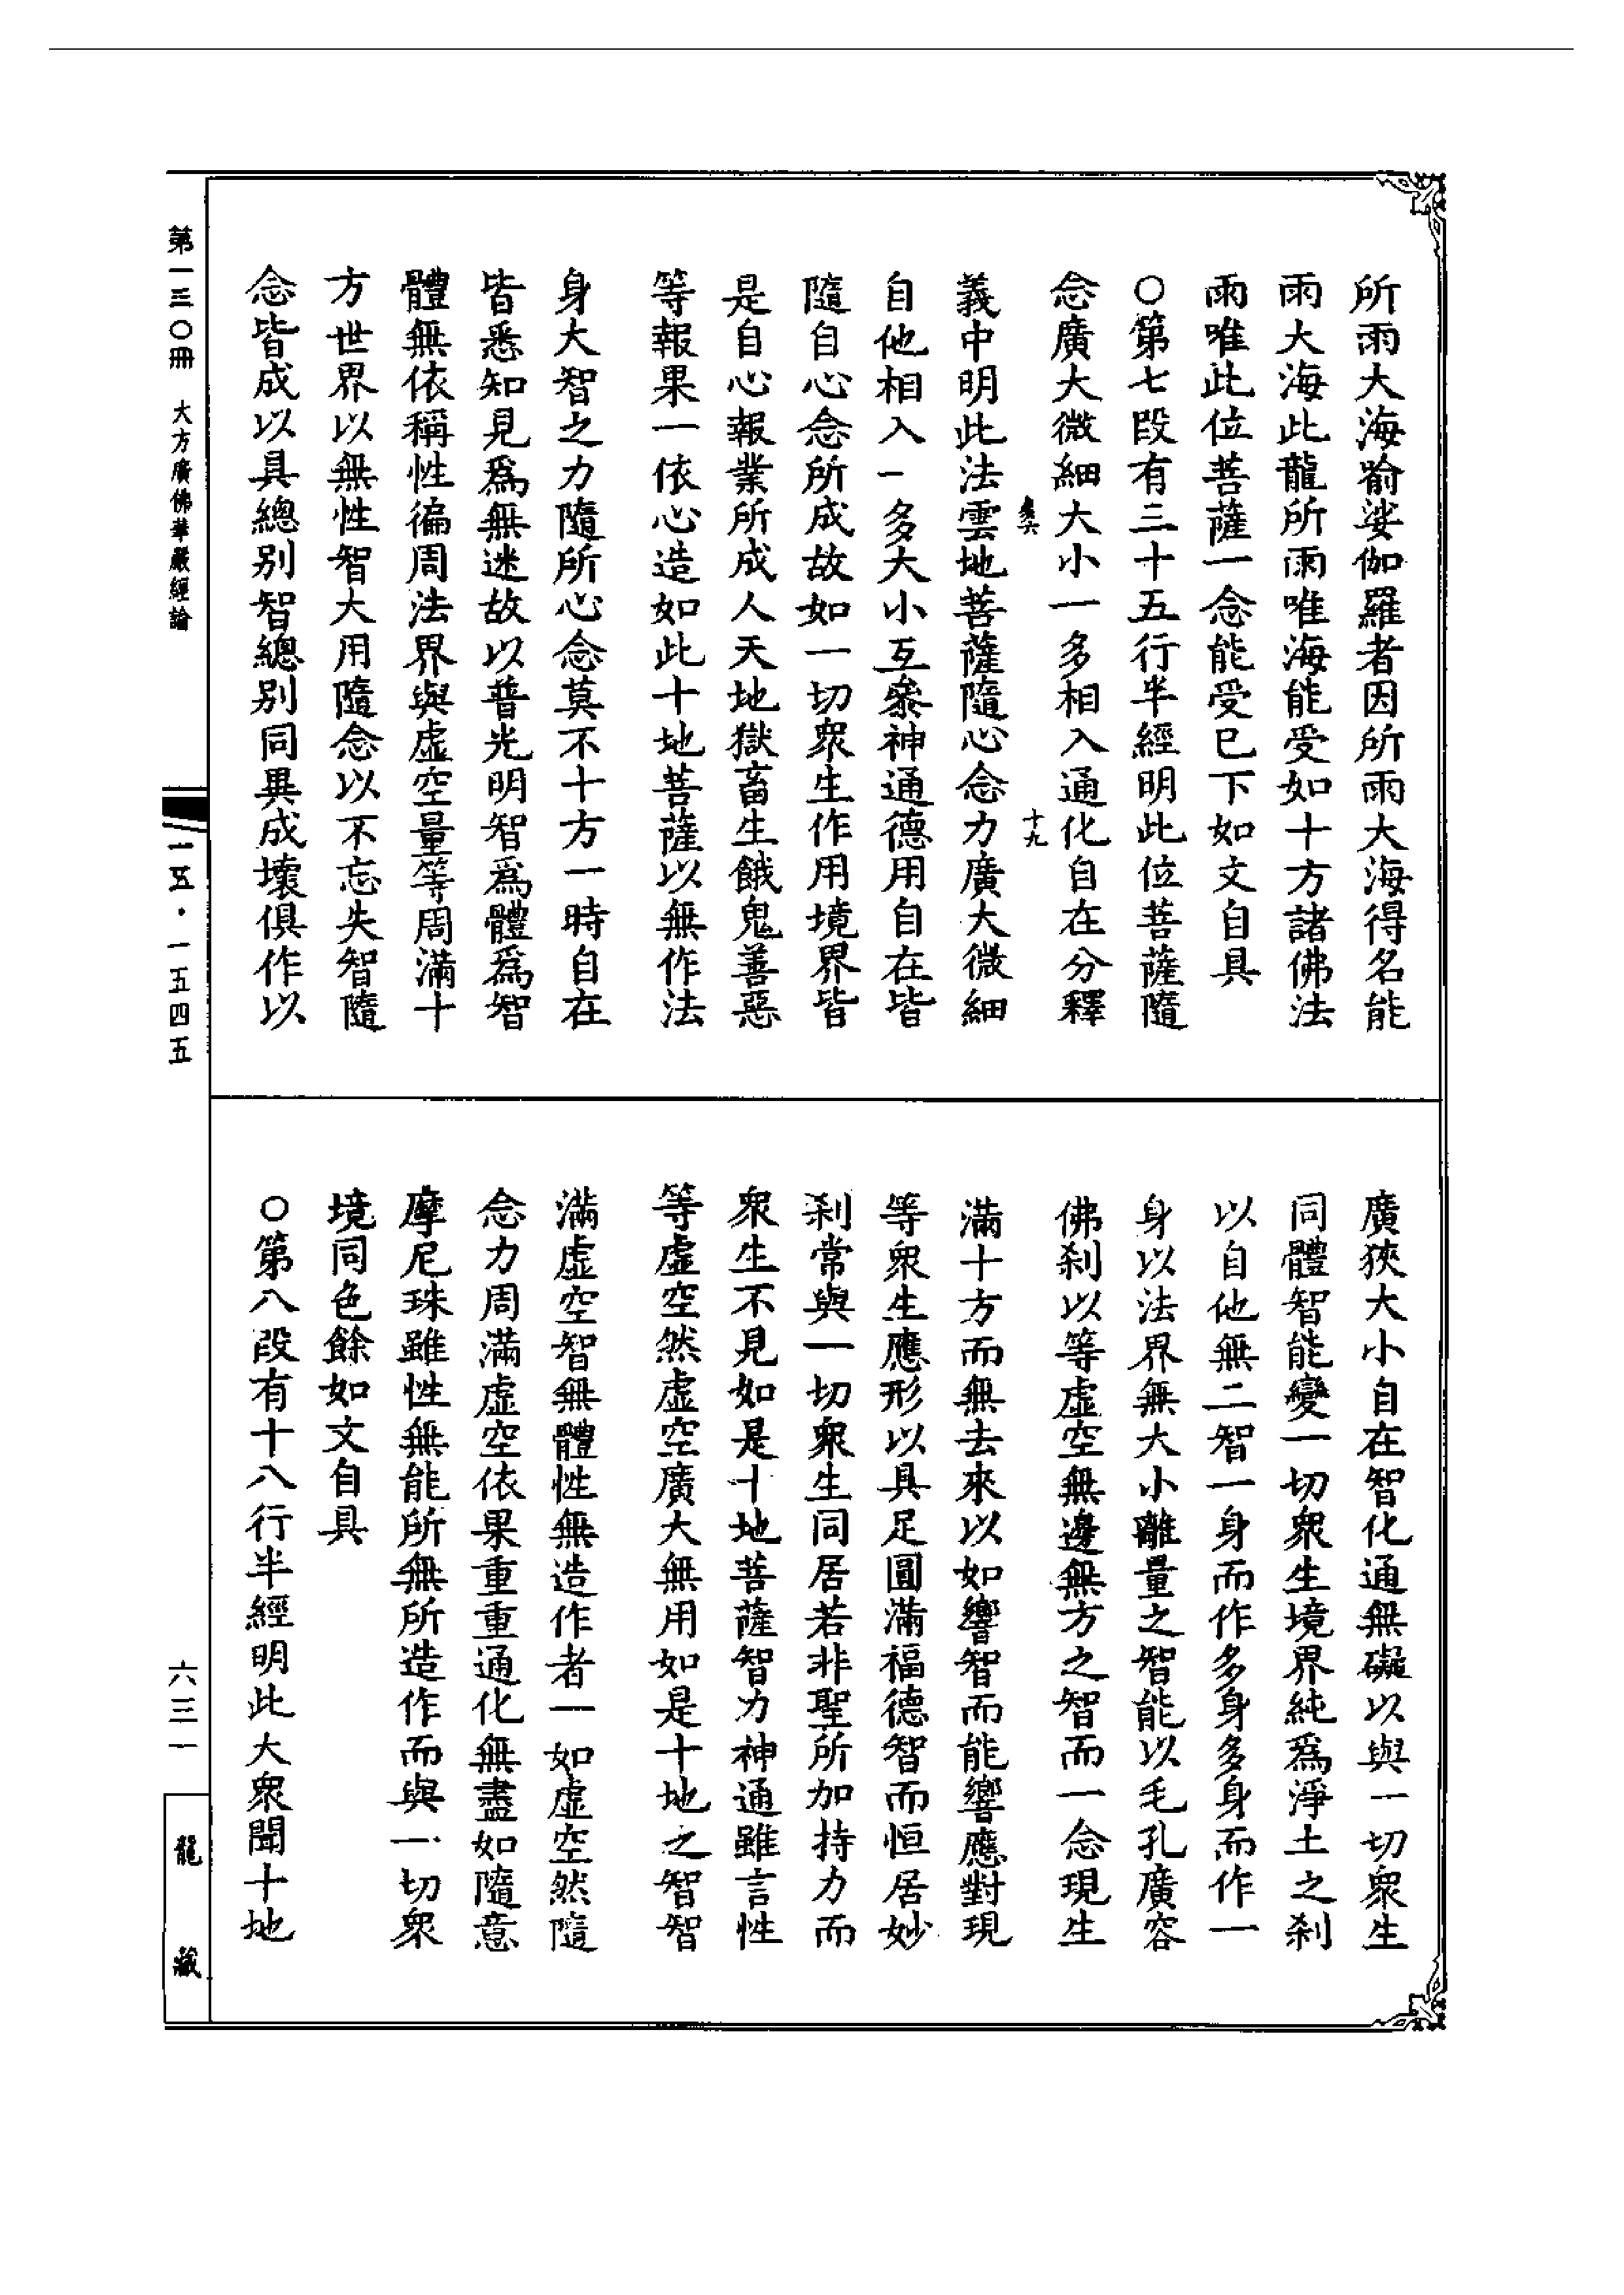 所雨大海喻娑伽羅者因所雨大海得名能
雨大海此龍所雨唯海能受如十方諸佛法
雨唯此位菩薩一念能受已下如文自具
○第七段有三十五行半經明此位菩薩隨
念廣大微細大小一多相入通化自在分釋
十九
義中明此法雲地菩薩隨心念力廣大微細
自他相入一多大小互叅神通德用自在皆
隨自心念所成故如一切衆生作用境界皆
是自心報業所成人天地獄畜生餓鬼善惡
等報果一依心造如此十地菩薩以無作法
身大智之力隨所心念莫不十方一時自在
皆悉知見爲無迷故以普光明智爲體爲智
體無依稱性徧周法界與虛空量等周滿十
方世界以無性智大用隨念以不忘失智隨
念皆成以具總別智總別同異成壞俱作以
廣狹大小自在智化通無礙以與一切衆生
同體智能變一切衆生境界純爲淨土之刹
以自他無二智一身而作多身多身而作一
身以法界無大小離量之智能以毛孔廣容
佛刹以等虛空無邊無方之智而一念現生
滿十方而無去來以如響智而能響應對現
等衆生應形以具足圓滿福德智而恒居妙
刹常與一切衆生同居若非聖所加持力而
衆生不見如是十地菩薩智力神通雖言性
等虛空然虛空廣大無用如是十地之智智
滿虛空智無體性無造作者一如虛空然隨
念力周滿虛空依果重重通化無盡如隨意
摩尼珠雖性無能所無所造作而與一切衆
境同色餘如文自具
○第八段有十八行半經明此大衆聞十地
第一三〇冊 大方廣佛華嚴經論
一五·一五四五
六三一
龍藏